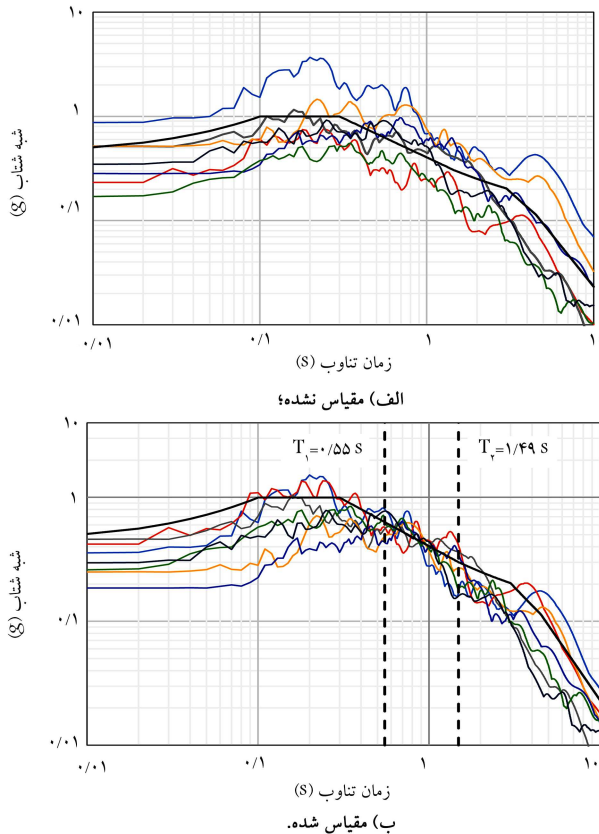 ۱۰
۱
۰/۱
۰/۰۱
شبه شتاب (g)
۰/۰۱ ۰/۱ ۱ ۱
زمان تناوب (s)
الف) مقیاس نشده؛
۱۰
۱
۰/۱
۰/۰۱
شبه شتاب (g)
T۱=۰/۵۵ s T۲=۱/۴۹ s
۰/۰۱ ۰/۱ ۱ ۱۰
زمان تناوب (s)
ب) مقیاس شده.